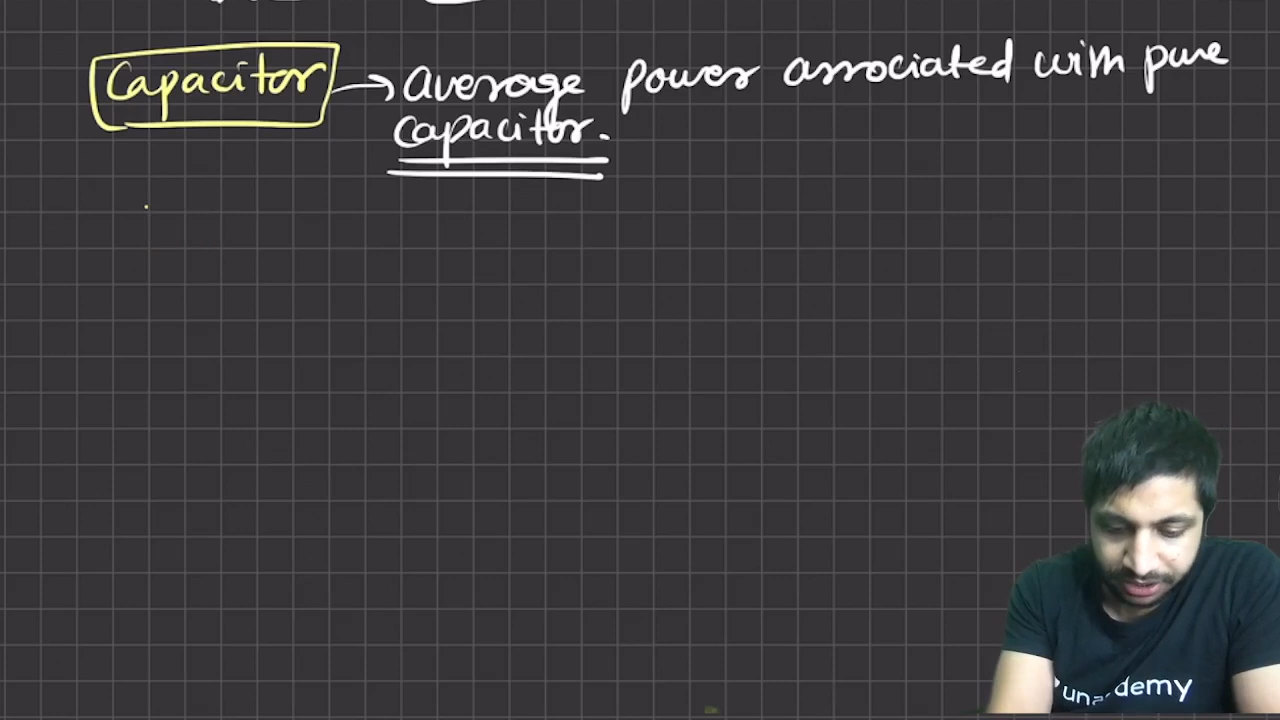 Capacitor → average power associated with pure
capacitor.
unacademy